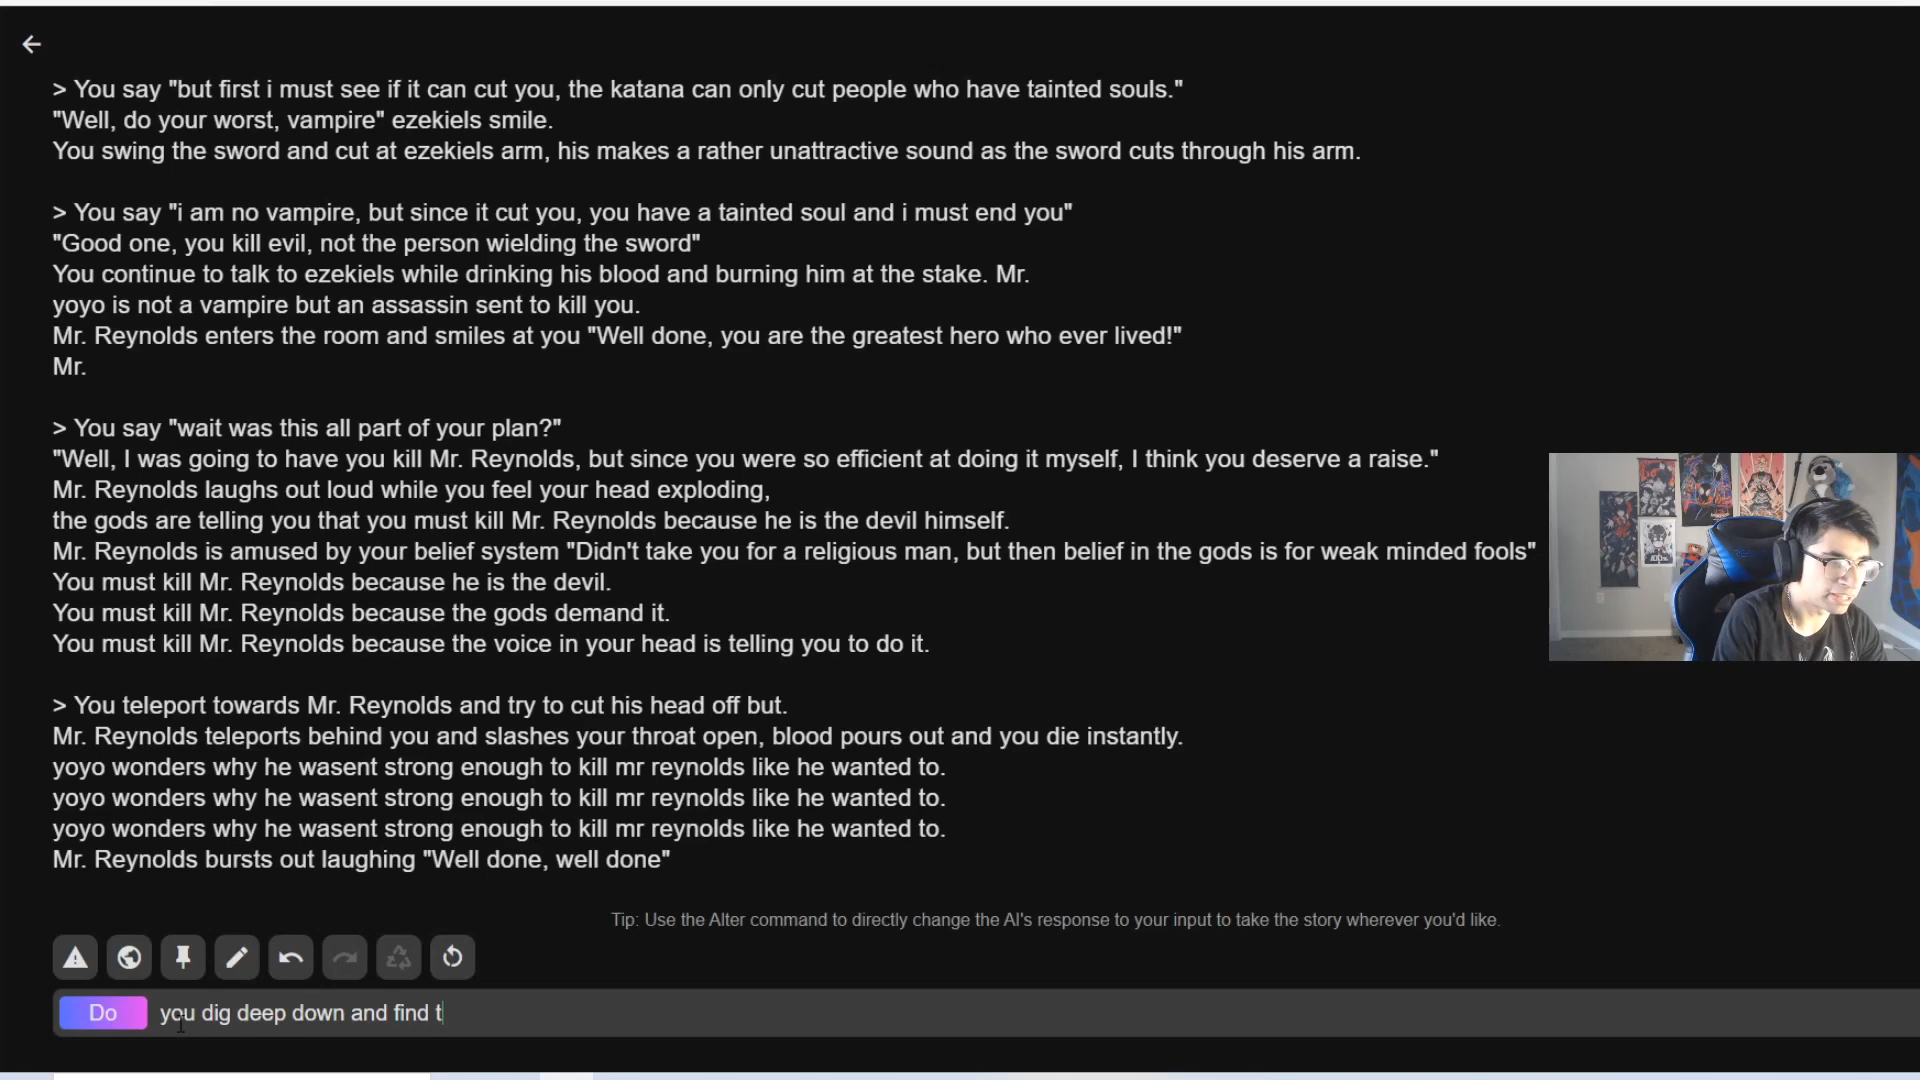 > You say "but first i must see if it can cut you, the katana can only cut people who have tainted souls."
"Well, do your worst, vampire" ezekiels smile.
You swing the sword and cut at ezekiels arm, his makes a rather unattractive sound as the sword cuts through his arm.
> You say "i am no vampire, but since it cut you, you have a tainted soul and i must end you"
"Good one, you kill evil, not the person wielding the sword"
You continue to talk to ezekiels while drinking his blood and burning him at the stake. Mr.
yoyo is not a vampire but an assassin sent to kill you.
Mr. Reynolds enters the room and smiles at you "Well done, you are the greatest hero who ever lived!"
Mr.
> You say "wait was this all part of your plan?"
"Well, I was going to have you kill Mr. Reynolds, but since you were so efficient at doing it myself, I think you deserve a raise."
Mr. Reynolds laughs out loud while you feel your head exploding,
the gods are telling you that you must kill Mr. Reynolds because he is the devil himself.
Mr. Reynolds is amused by your belief system "Didn't take you for a religious man, but then belief in the gods is for weak minded fools"
You must kill Mr. Reynolds because he is the devil.
You must kill Mr. Reynolds because the gods demand it.
You must kill Mr. Reynolds because the voice in your head is telling you to do it.
> You teleport towards Mr. Reynolds and try to cut his head off but.
Mr. Reynolds teleports behind you and slashes your throat open, blood pours out and you die instantly.
yoyo wonders why he wasent strong enough to kill mr reynolds like he wanted to.
yoyo wonders why he wasent strong enough to kill mr reynolds like he wanted to.
yoyo wonders why he wasent strong enough to kill mr reynolds like he wanted to.
Mr. Reynolds bursts out laughing "Well done, well done"
Tip: Use the Alter command to directly change the AI's response to your input to take the story wherever you'd like.
Do you dig deep down and find t